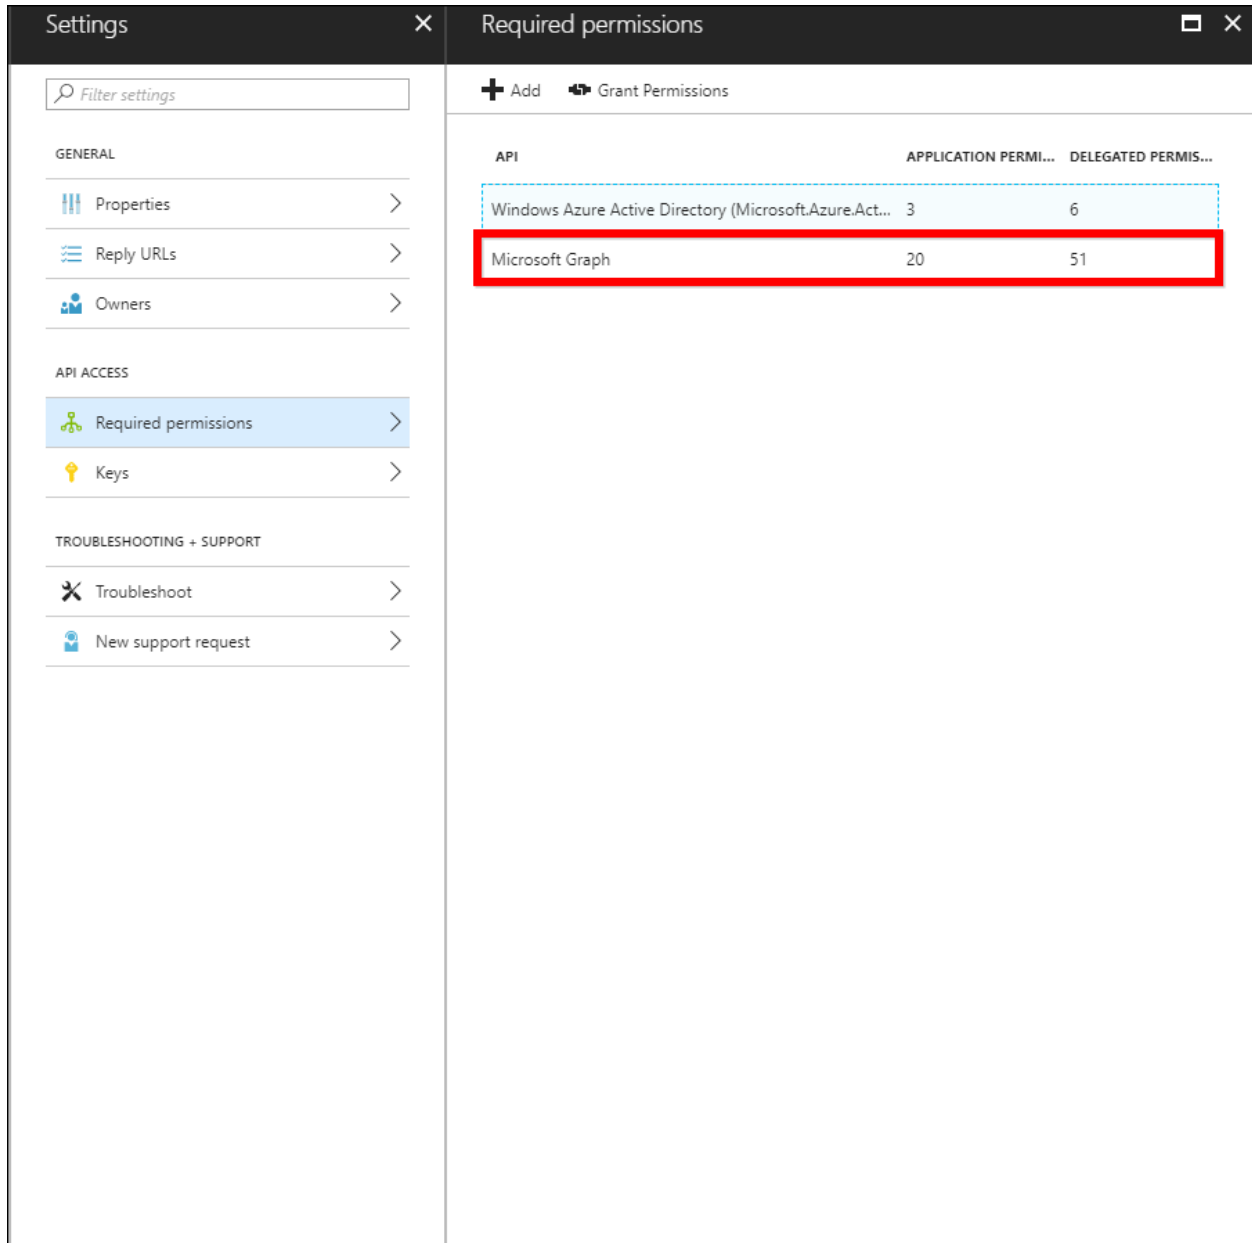 Settings
Filter settings
GENERAL
Properties
Reply URLs
Owners
API ACCESS
Required permissions
Keys
TROUBLESHOOTING + SUPPORT
Troubleshoot
New support request
Required permissions
Add Grant Permissions
API APPLICATION PERMI... DELEGATED PERMIS...
Windows Azure Active Directory (Microsoft.Azure.Act... 3 6
Microsoft Graph 20 51